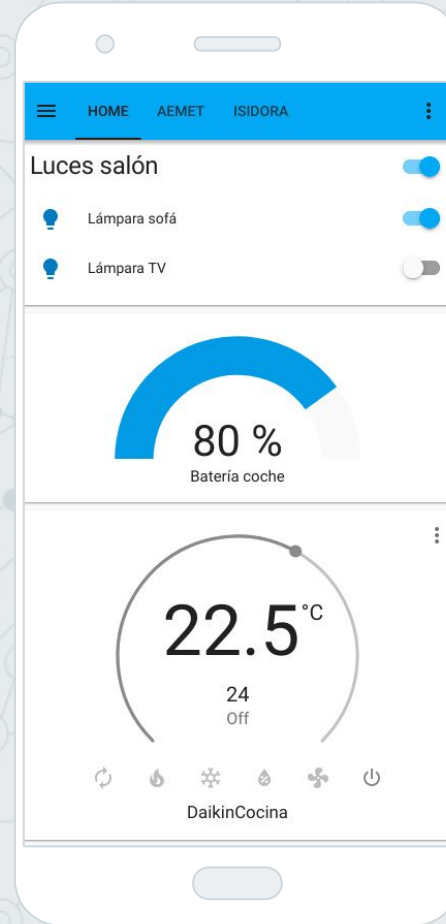 HOME AEMET ISIDORA
Luces salón
Lámpara sofá
Lámpara TV
80 %
Batería coche
22.5 °C
24
Off
DaikinCocina